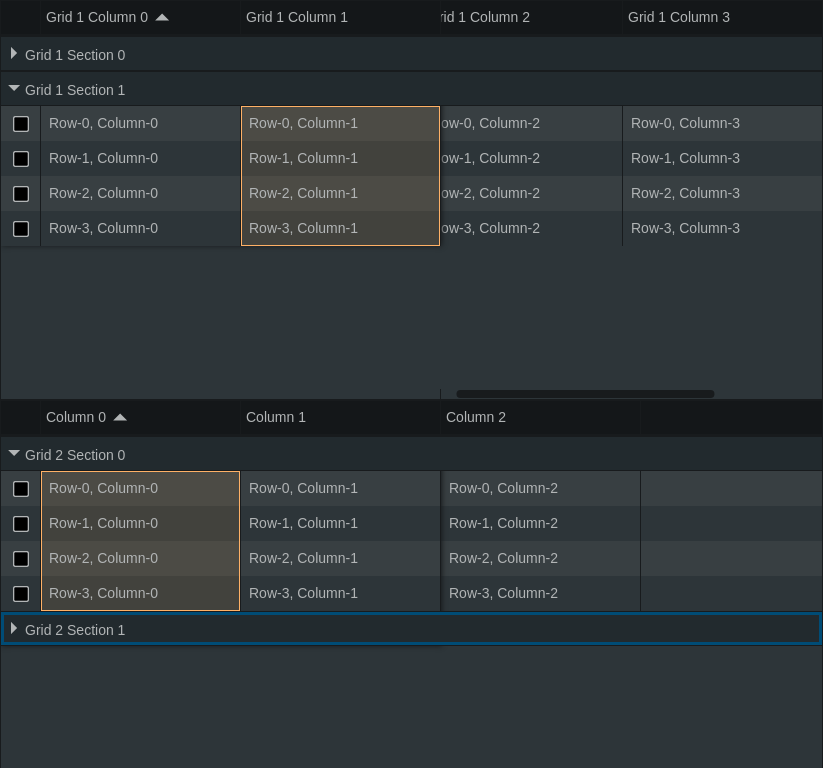 Grid 1 Column 0 Grid 1 Column 1 rid 1 Column 2 Grid 1 Column 3
Grid 1 Section 0
Grid 1 Section 1
Row-0, Column-0 Row-0, Column-1 ow-0, Column-2 Row-0, Column-3
Row-1, Column-0 Row-1, Column-1 ow-1, Column-2 Row-1, Column-3
Row-2, Column-0 Row-2, Column-1 ow-2, Column-2 Row-2, Column-3
Row-3, Column-0 Row-3, Column-1 ow-3, Column-2 Row-3, Column-3
Column 0 Column 1 Column 2
Grid 2 Section 0
Row-0, Column-0 Row-0, Column-1 Row-0, Column-2
Row-1, Column-0 Row-1, Column-1 Row-1, Column-2
Row-2, Column-0 Row-2, Column-1 Row-2, Column-2
Row-3, Column-0 Row-3, Column-1 Row-3, Column-2
Grid 2 Section 1